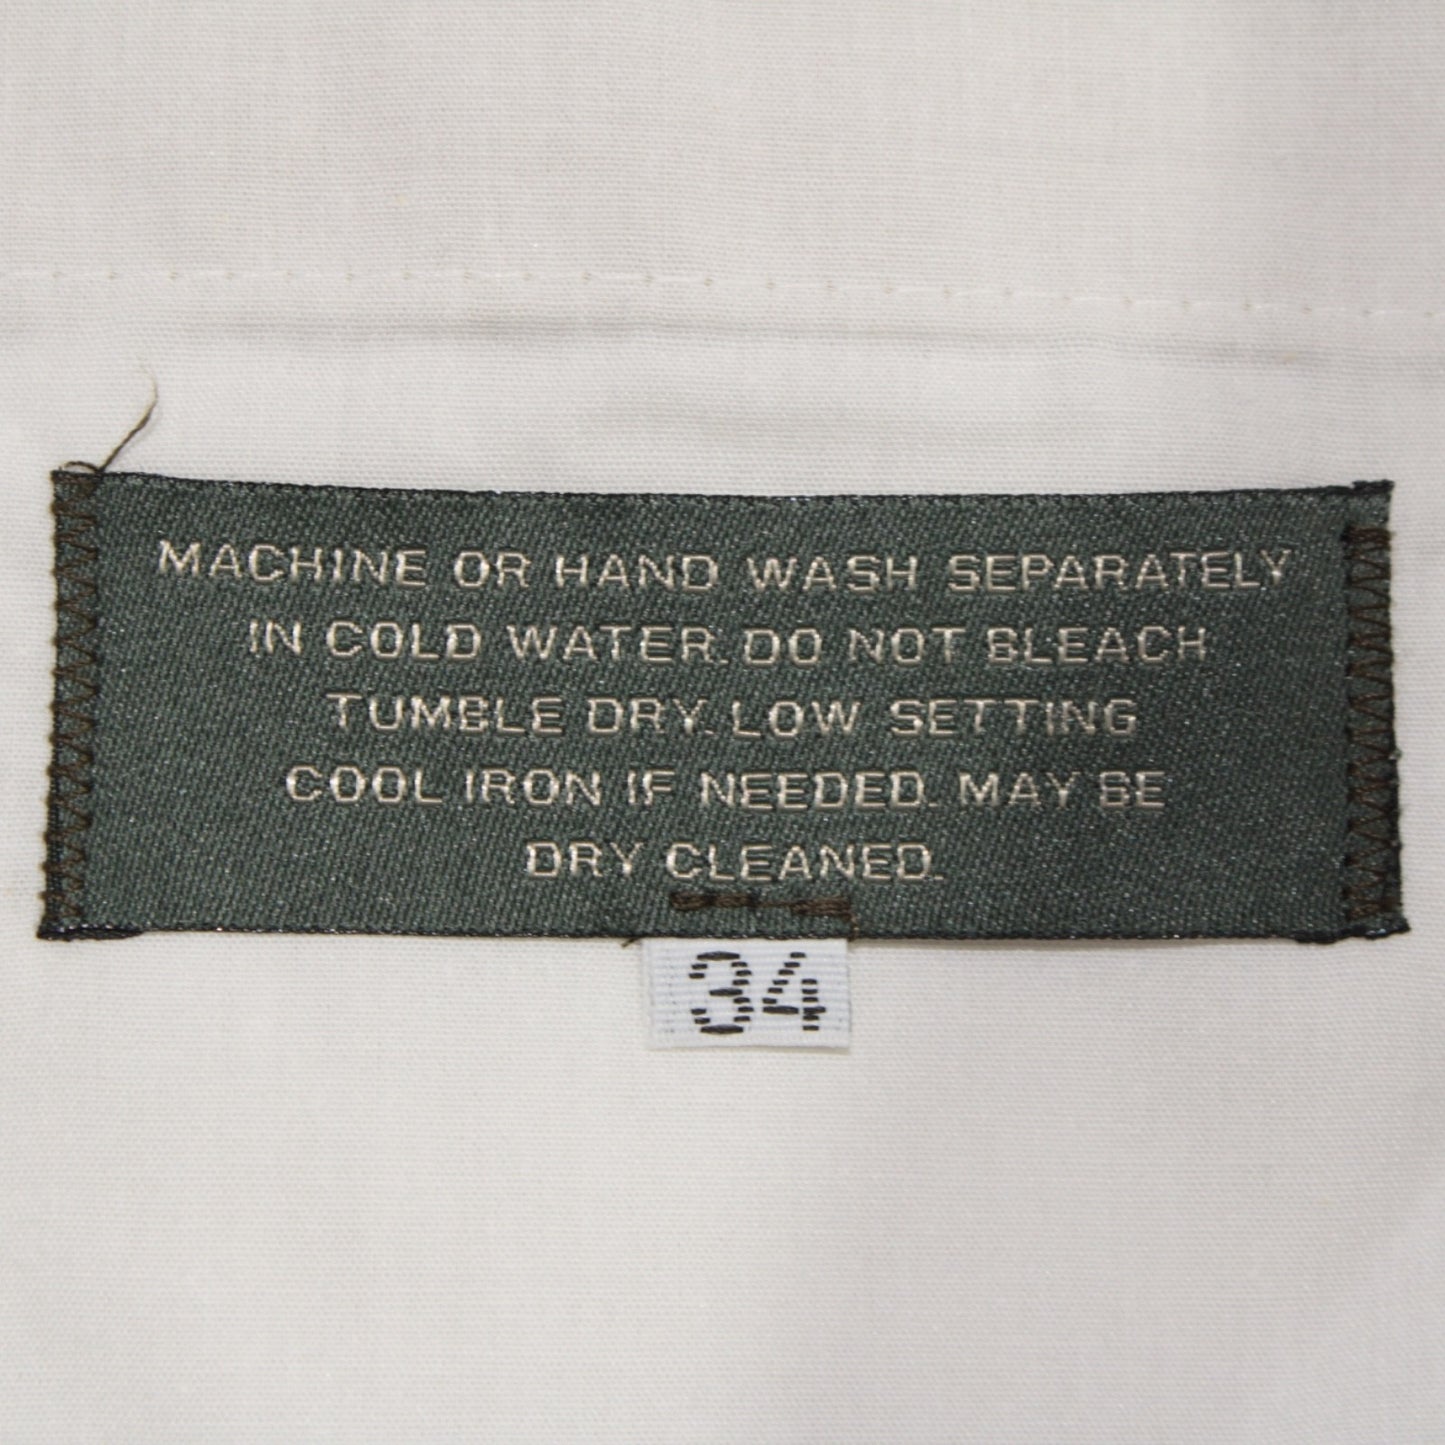 MACHINE OR HAND WASH SEPARATELY
IN COLD WATER. DO NOT BLEACH
TUMBLE DRY. LOW SETTING
COOL IRON IF NEEDED. MAY BE
DRY CLEANED.
34